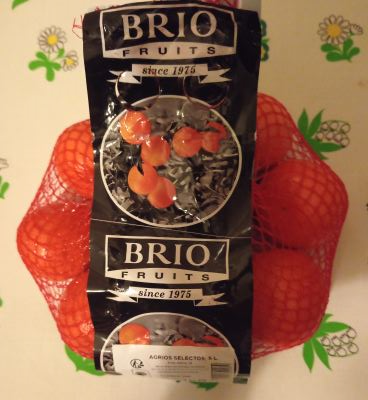 BRIO
FRUITS
since 1975
BRIO
FRUITS
since 1975
AGRIOS SELECTOS, S.L.